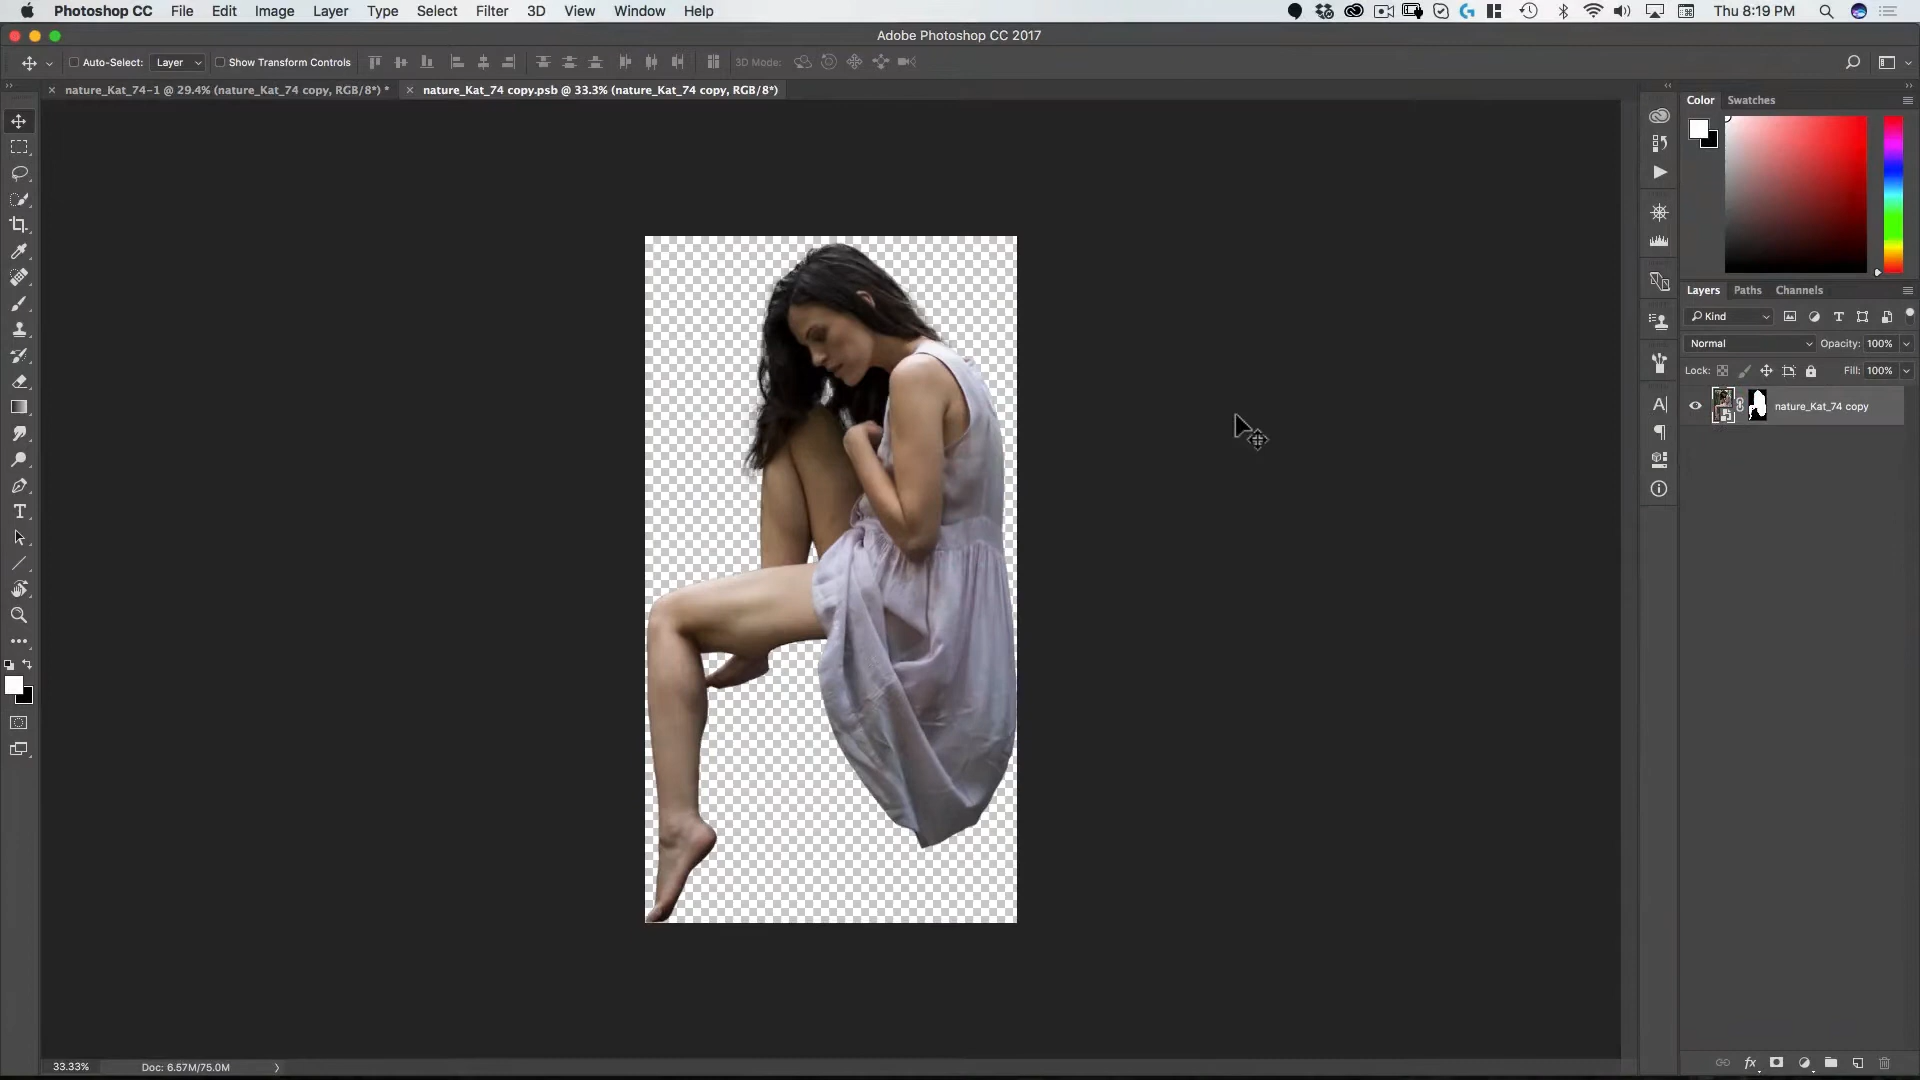 Photoshop CC File Edit Image Layer Type Select Filter 3D View Window Help Thu 8:19 PM
Adobe Photoshop CC 2017
Auto-Select: Layer Show Transform Controls 3D Mode:
nature_Kat_74-1 @ 29.4% (nature_Kat_74 copy, RGB/8*) * nature_Kat_74 copy.psb @ 33.3% (nature_Kat_74 copy, RGB/8*)
Color Swatches
Layers Paths Channels
Kind
Normal Opacity: 100%
Lock: Fill: 100%
nature_Kat_74 copy
33.33% Doc: 6.57M/75.0M
fx